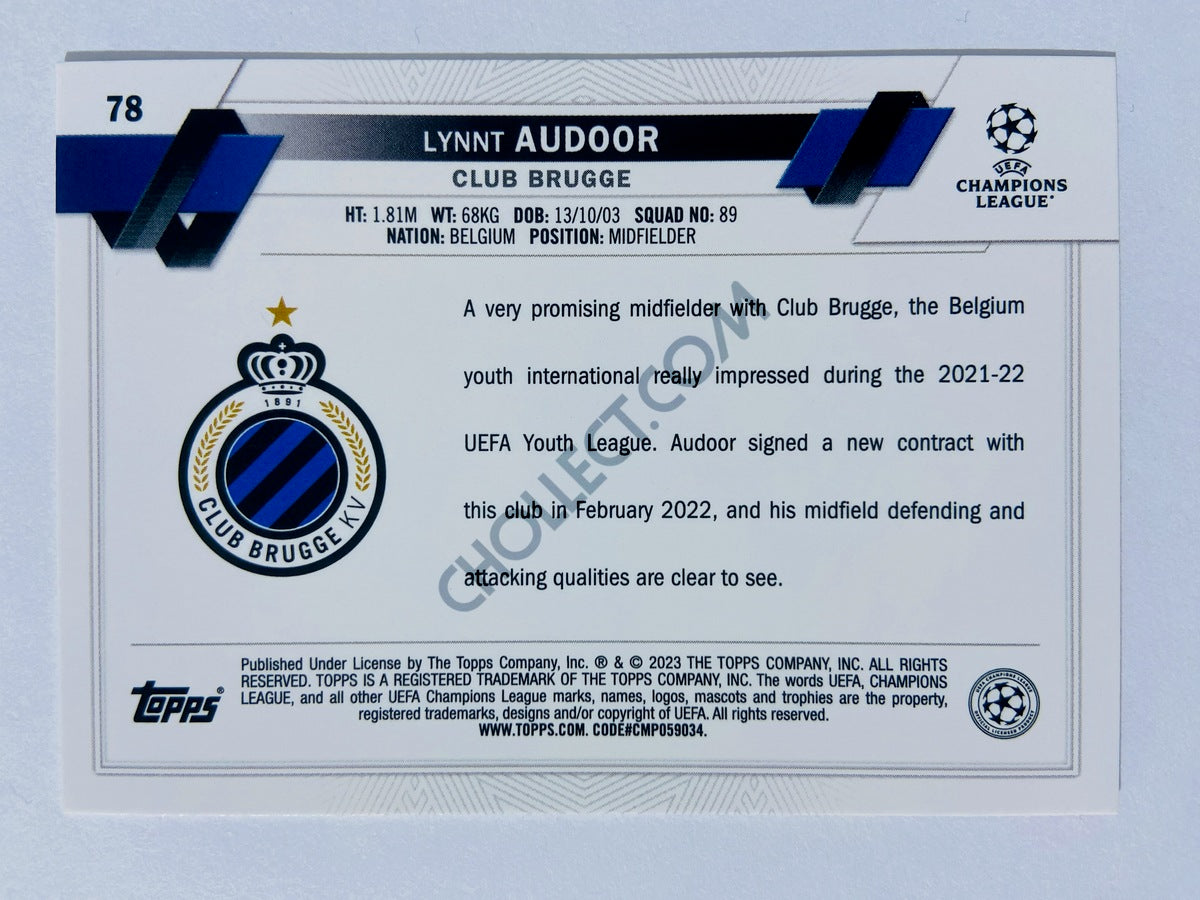 78
LYNNT AUDOOR
CLUB BRUGGE
HT: 1.81M WT: 68KG DOB: 13/10/03 SQUAD NO: 89
NATION: BELGIUM POSITION: MIDFIELDER
UEFA
CHAMPIONS
LEAGUE®
1891
CLUB BRUGGE KV
A very promising midfielder with Club Brugge, the Belgium
youth international really impressed during the 2021-22
UEFA Youth League. Audoor signed a new contract with
this club in February 2022, and his midfield defending and
attacking qualities are clear to see.
CHOLLECT.COM
Topps®
Published Under License by The Topps Company, Inc. ® & © 2023 THE TOPPS COMPANY, INC. ALL RIGHTS
RESERVED. TOPPS IS A REGISTERED TRADEMARK OF THE TOPPS COMPANY, INC. The words UEFA, CHAMPIONS
LEAGUE, and all other UEFA Champions League marks, names, logos, mascots and trophies are the property,
registered trademarks, designs and/or copyright of UEFA. All rights reserved.
WWW.TOPPS.COM. CODE#CMP059034.
UEFA CHAMPIONS LEAGUE
OFFICIAL LICENSED PRODUCT